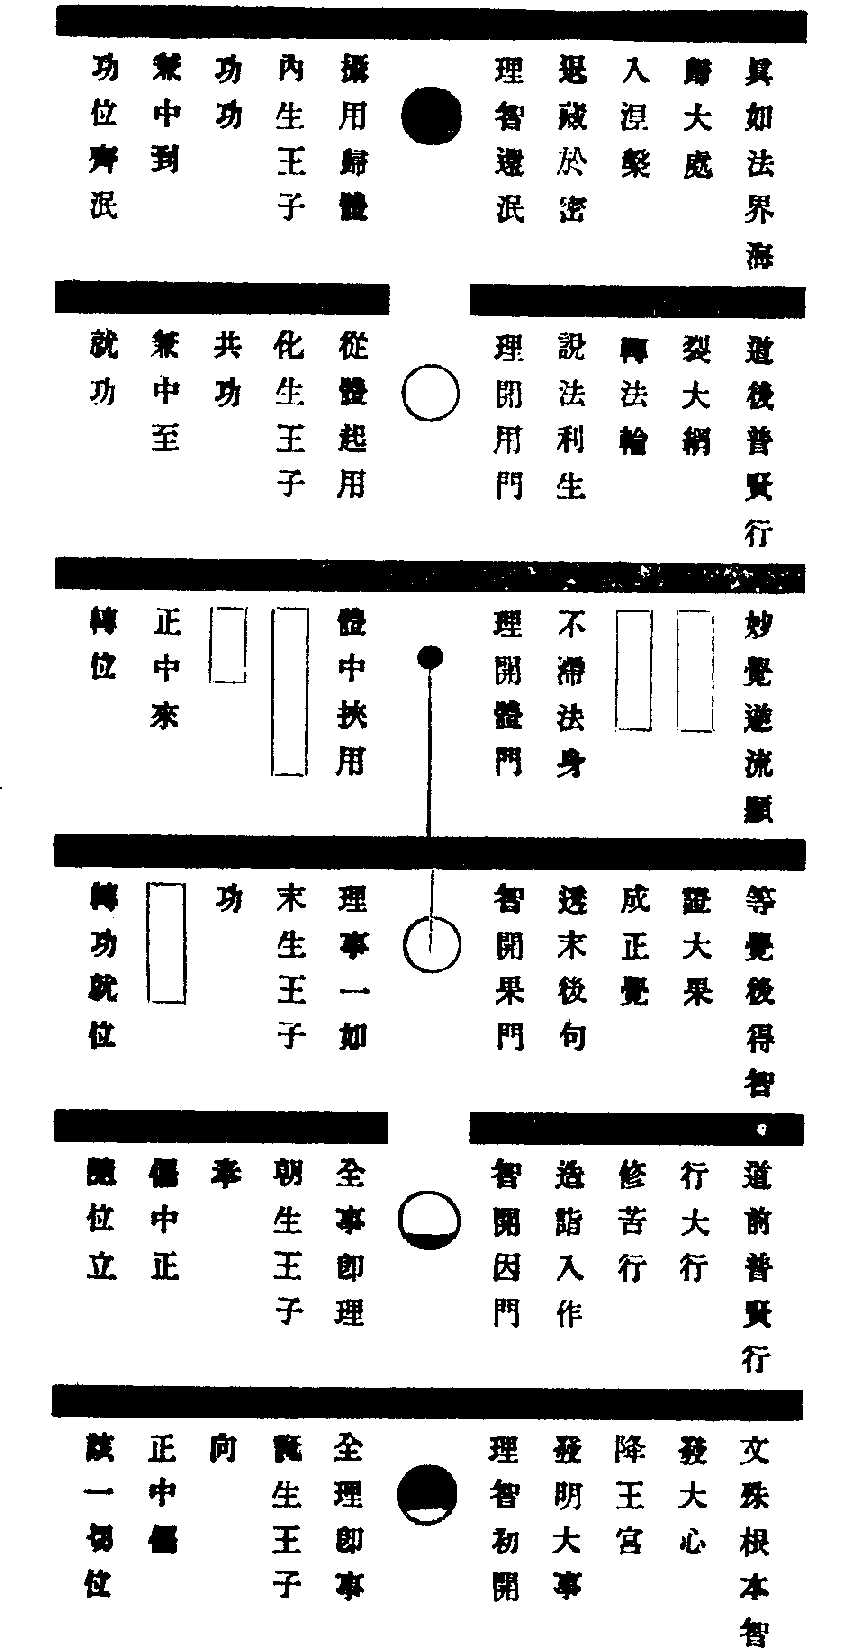 眞如法界海
歸大處
入涅槃
退藏於密
理智還泯
攝用歸體
內生王子
功功
兼中到
功位齊泯
道後普賢行
裂大網
轉法輪
說法利生
理開用門
從體起用
化生王子
共功
兼中至
就功
妙覺逆流顯
不滯法身
理開體門
體中挾用
正中來
轉位
等覺後得智
證大果
成正覺
透末後句
智開果門
理事一如
末生王子
功
轉功就位
道前普賢行
行大行
修苦行
造詣入作
智開因門
全事卽理
朝生王子
奉
偏中正
位立
文殊根本智
發大心
降王宮
發明大事
理智初開
全理卽事
誕生王子
向
正中偏
該一切位